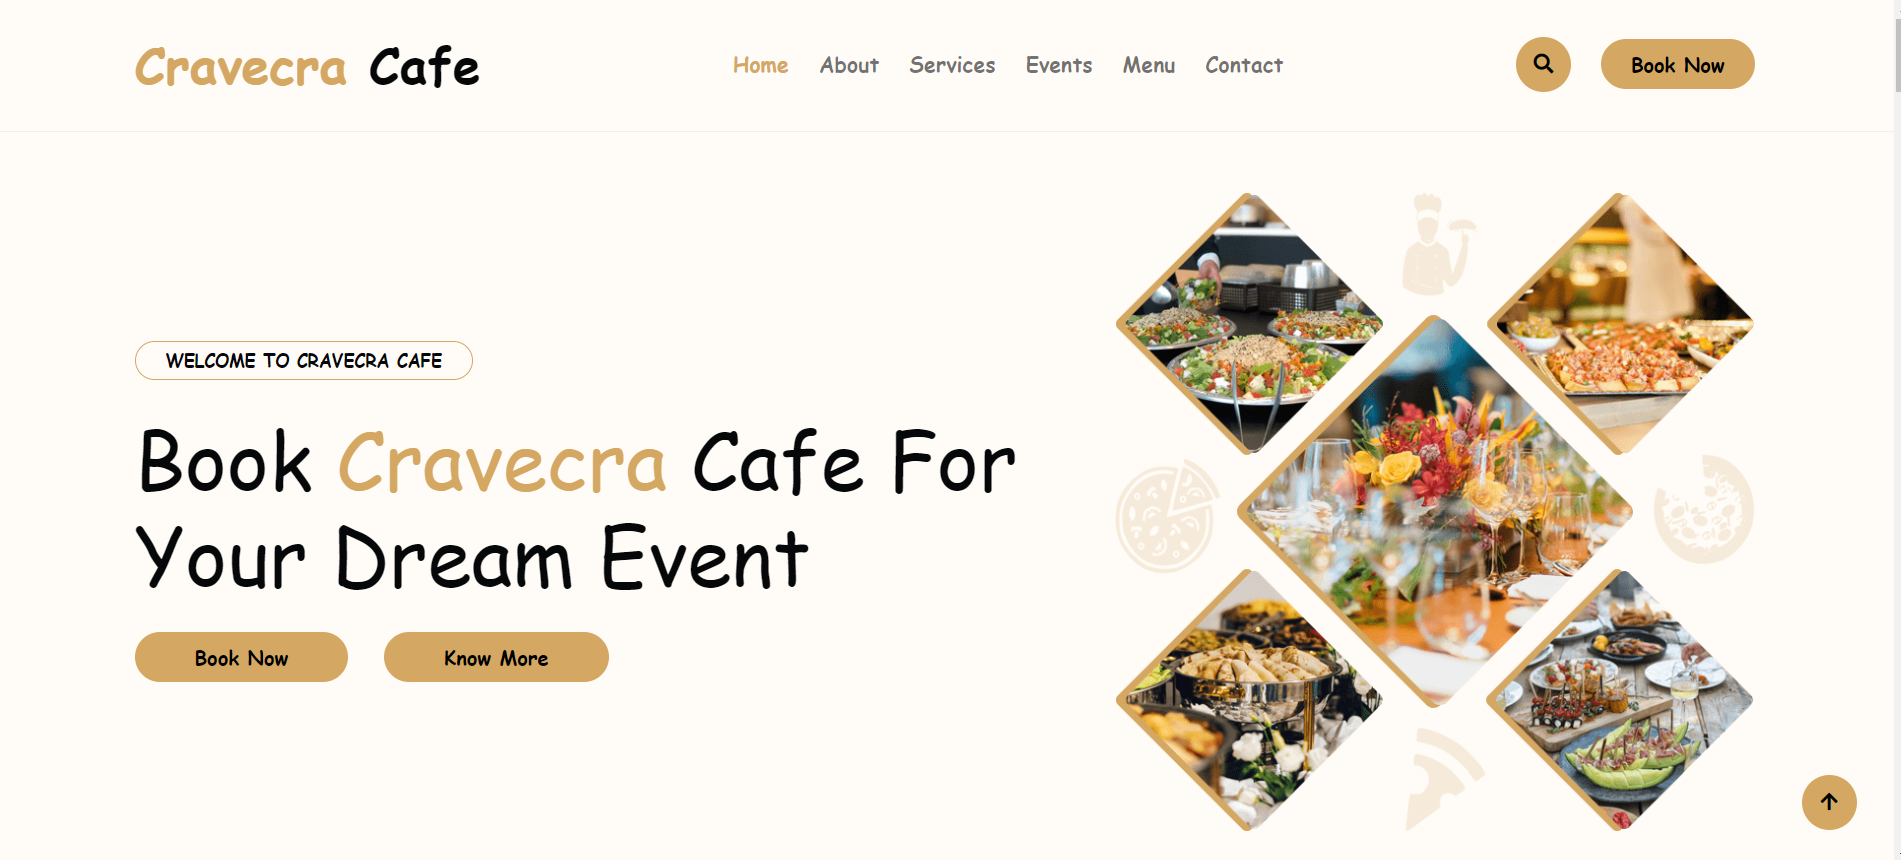 Cravecra Cafe
Home About Services Events Menu Contact
Book Now
WELCOME TO CRAVECRA CAFE
Book Cravecra Cafe For
Your Dream Event
Book Now Know More